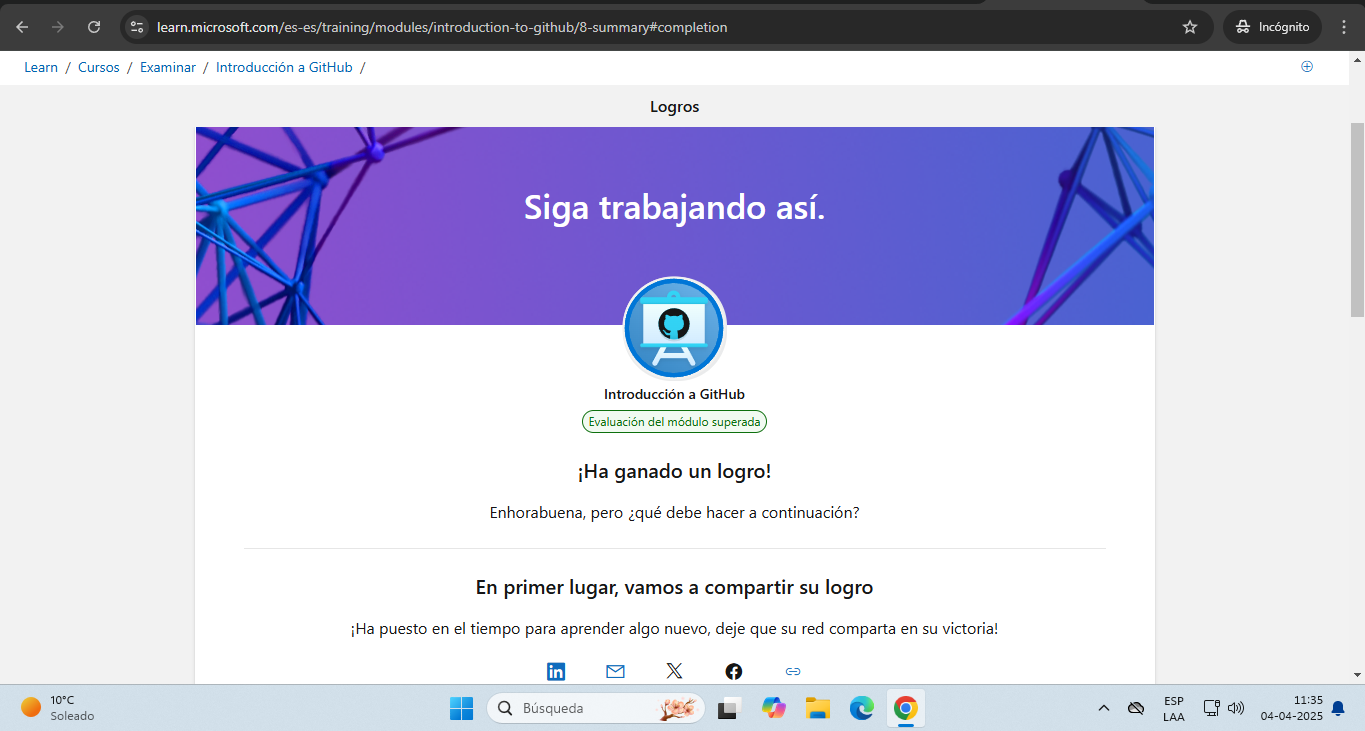 learn.microsoft.com/es-es/training/modules/introduction-to-github/8-summary#completion
Incógnito
Learn / Cursos / Examinar / Introducción a GitHub /
Logros
Siga trabajando así.
Introducción a GitHub
Evaluación del módulo superada
¡Ha ganado un logro!
Enhorabuena, pero ¿qué debe hacer a continuación?
En primer lugar, vamos a compartir su logro
¡Ha puesto en el tiempo para aprender algo nuevo, deje que su red comparta en su victoria!
10°C
Soleado
Búsqueda
ESP
LAA
11:35
04-04-2025